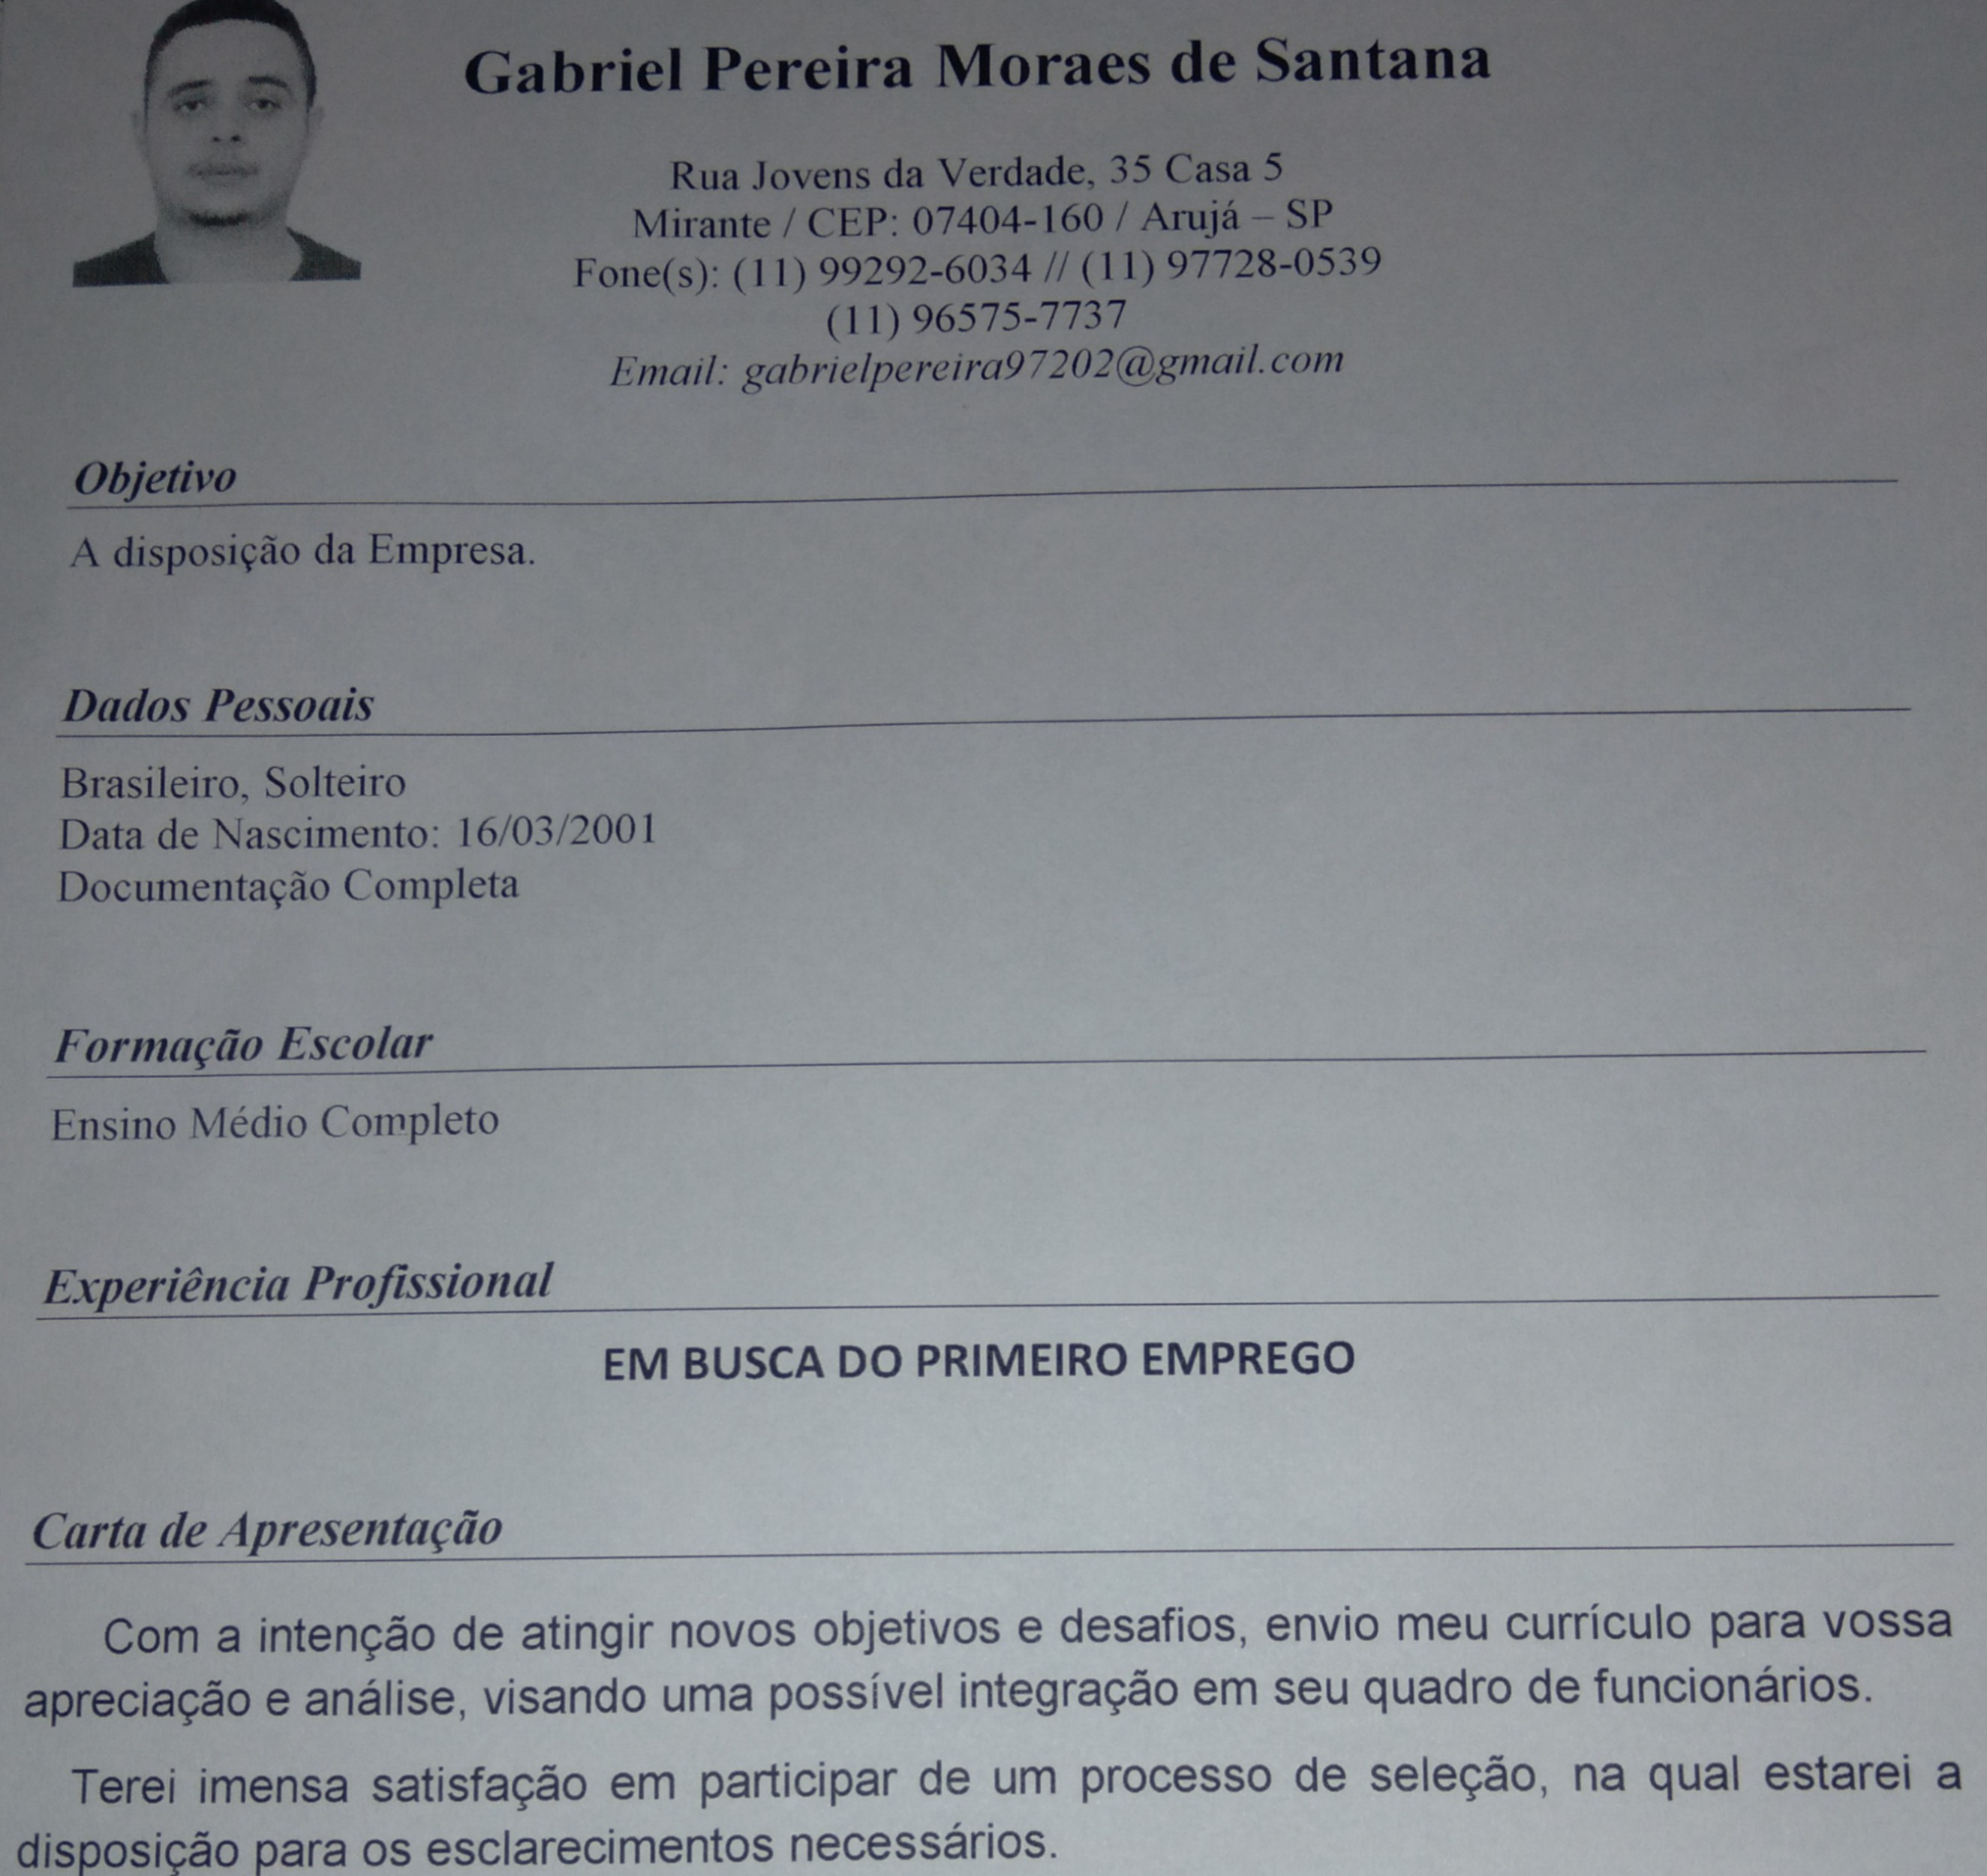 Gabriel Pereira Moraes de Santana
Rua Jovens da Verdade, 35 Casa 5
Mirante / CEP: 07404-160 / Arujá – SP
Fone(s): (11) 99292-6034 // (11) 97728-0539
(11) 96575-7737
Email: gabrielpereira97202@gmail.com
Objetivo
A disposição da Empresa.
Dados Pessoais
Brasileiro, Solteiro
Data de Nascimento: 16/03/2001
Documentação Completa
Formação Escolar
Ensino Médio Completo
Experiência Profissional
EM BUSCA DO PRIMEIRO EMPREGO
Carta de Apresentação
Com a intenção de atingir novos objetivos e desafios, envio meu currículo para vossa
apreciação e análise, visando uma possível integração em seu quadro de funcionários.
Terei imensa satisfação em participar de um processo de seleção, na qual estarei a
disposição para os esclarecimentos necessários.